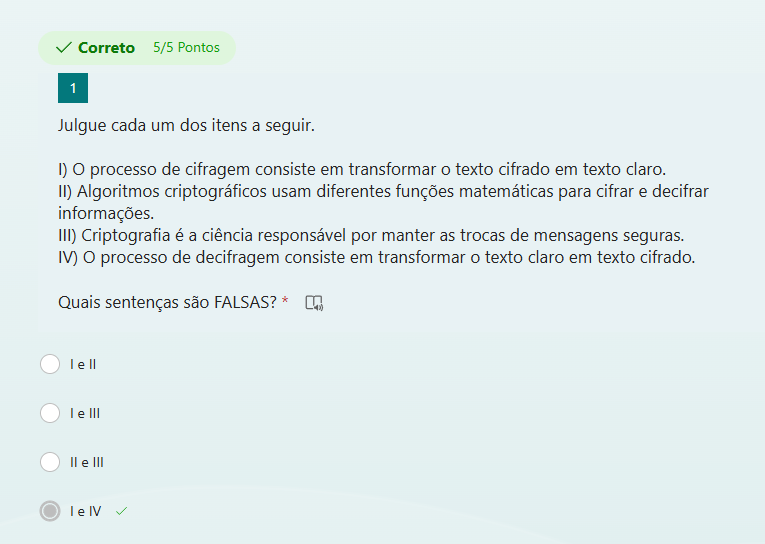 Correto 5/5 Pontos
1
Julgue cada um dos itens a seguir.
I) O processo de cifragem consiste em transformar o texto cifrado em texto claro.
II) Algoritmos criptográficos usam diferentes funções matemáticas para cifrar e decifrar
informações.
III) Criptografia é a ciência responsável por manter as trocas de mensagens seguras.
IV) O processo de decifragem consiste em transformar o texto claro em texto cifrado.
Quais sentenças são FALSAS? *
I e II
I e III
II e III
I e IV